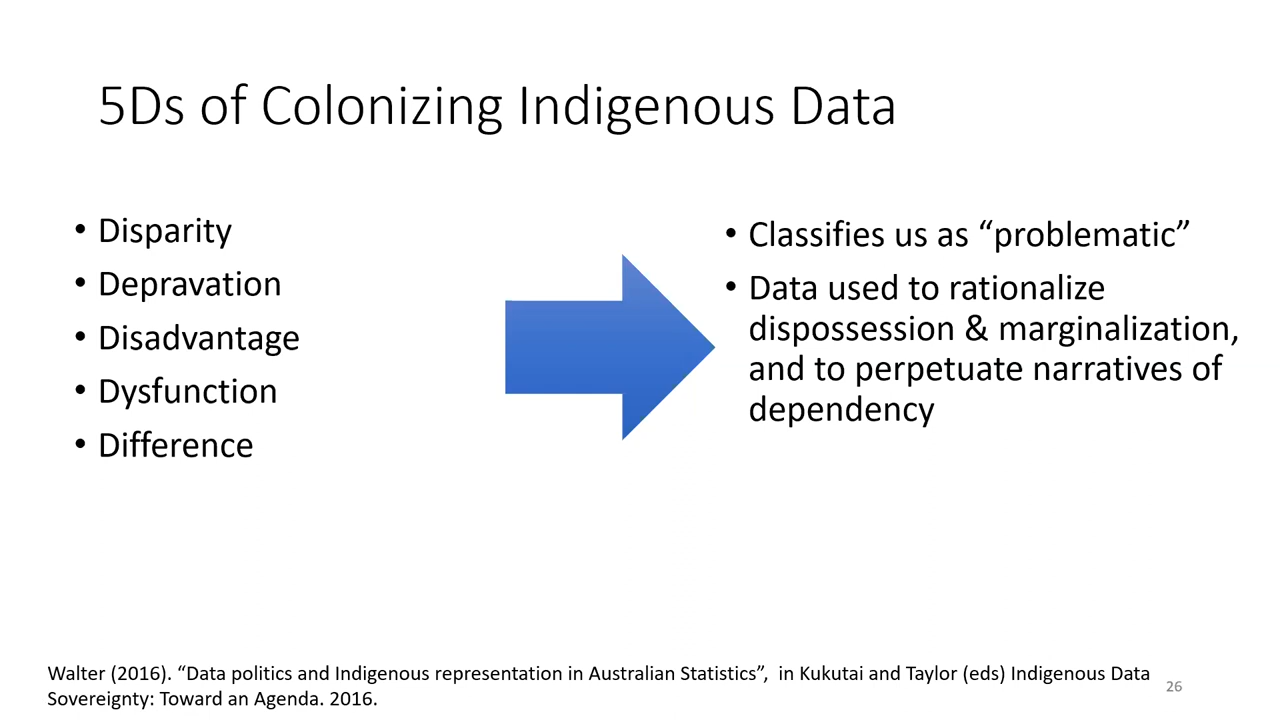 5Ds of Colonizing Indigenous Data
• Disparity
• Depravation
• Disadvantage
• Dysfunction
• Difference
• Classifies us as “problematic”
• Data used to rationalize
dispossession & marginalization,
and to perpetuate narratives of
dependency
Walter (2016). “Data politics and Indigenous representation in Australian Statistics”,  in Kukutai and Taylor (eds) Indigenous Data
Sovereignty: Toward an Agenda. 2016.
26